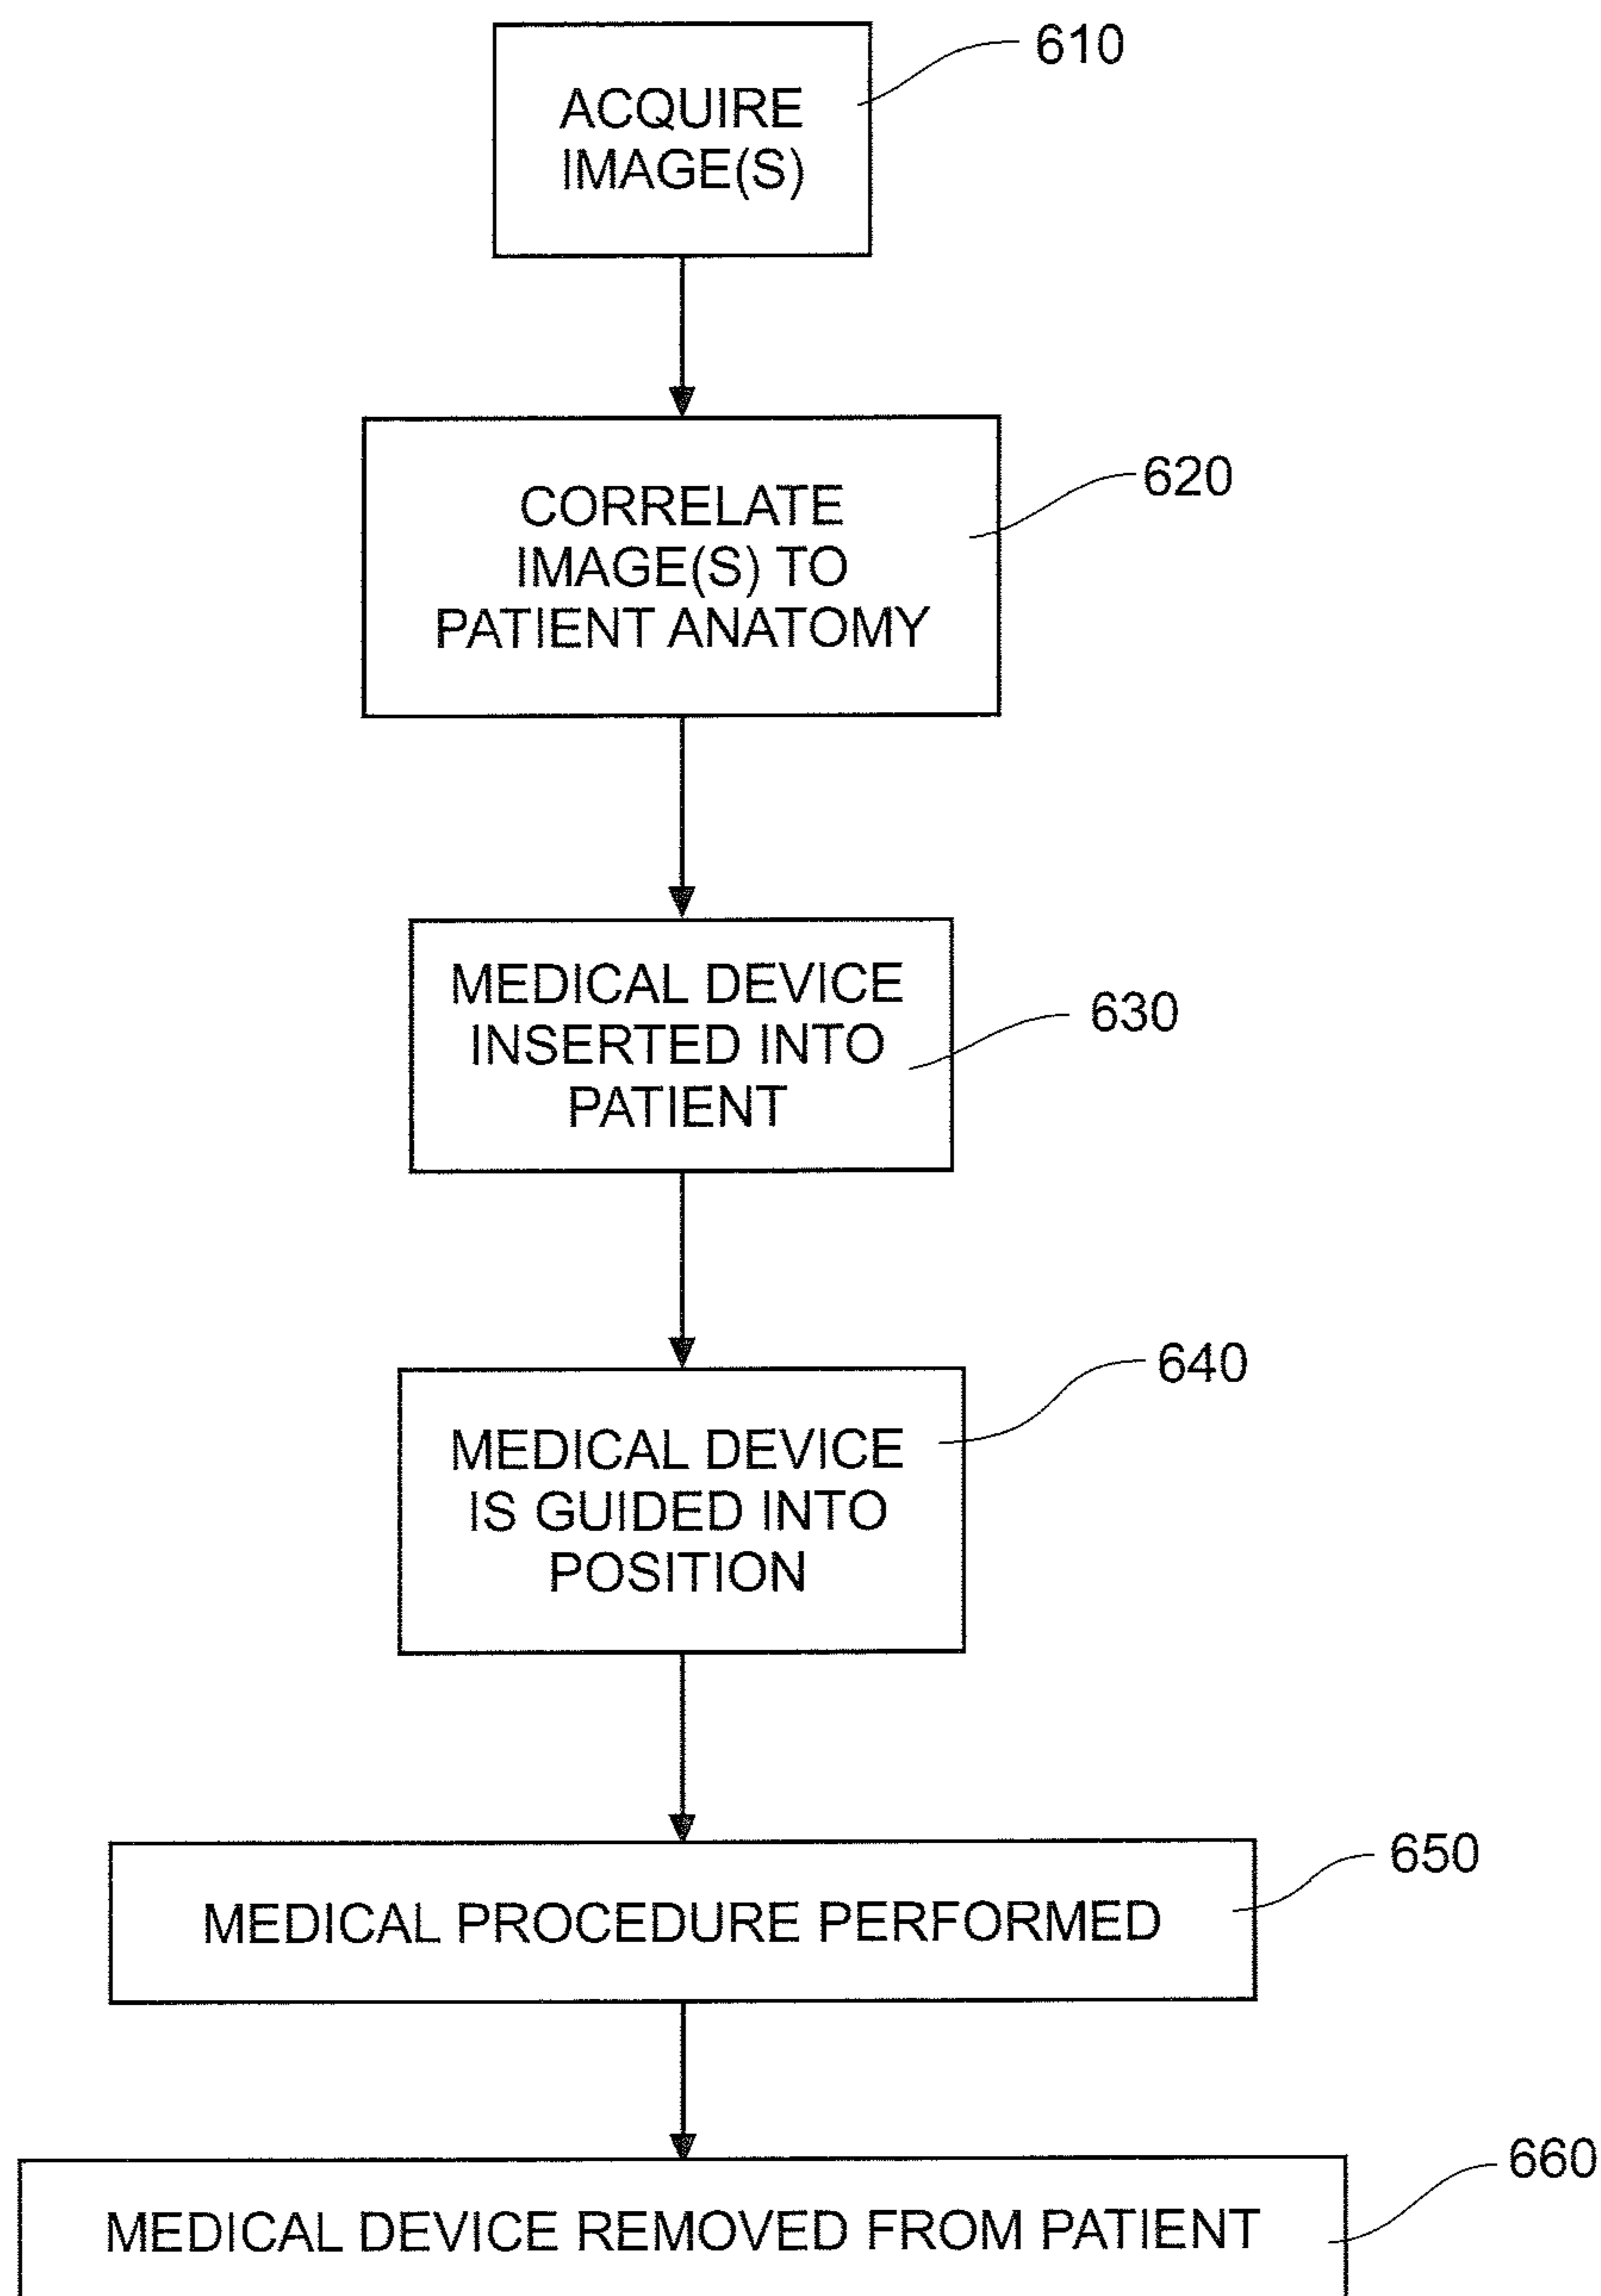 610
ACQUIRE
IMAGE(S)
620
CORRELATE
IMAGE(S) TO
PATIENT ANATOMY
630
MEDICAL DEVICE
INSERTED INTO
PATIENT
640
MEDICAL DEVICE
IS GUIDED INTO
POSITION
650
MEDICAL PROCEDURE PERFORMED
660
MEDICAL DEVICE REMOVED FROM PATIENT